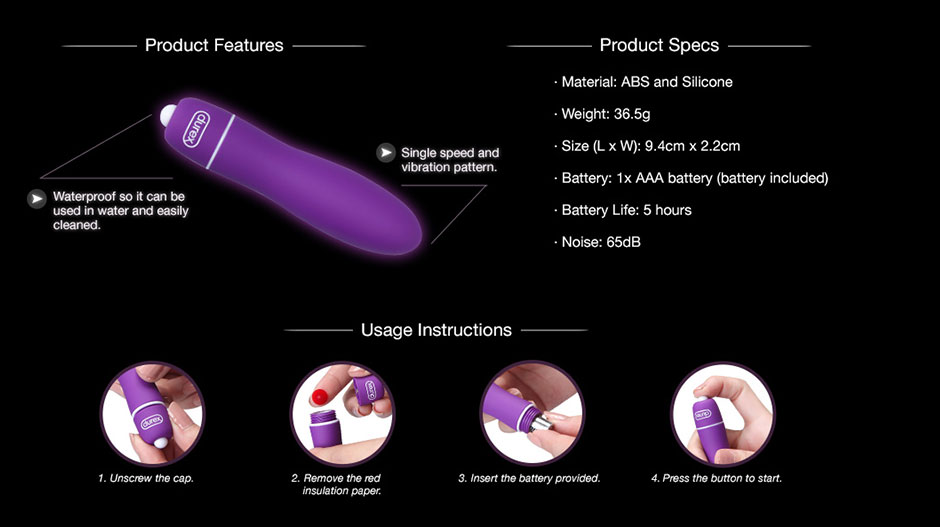 Product Features
durex
Single speed and
vibration pattern.
Waterproof so it can be
used in water and easily
cleaned.
Product Specs
· Material: ABS and Silicone
· Weight: 36.5g
· Size (L x W): 9.4cm x 2.2cm
· Battery: 1x AAA battery (battery included)
· Battery Life: 5 hours
· Noise: 65dB
Usage Instructions
durex
durex
durex
durex
1. Unscrew the cap.
2. Remove the red
insulation paper.
3. Insert the battery provided.
4. Press the button to start.